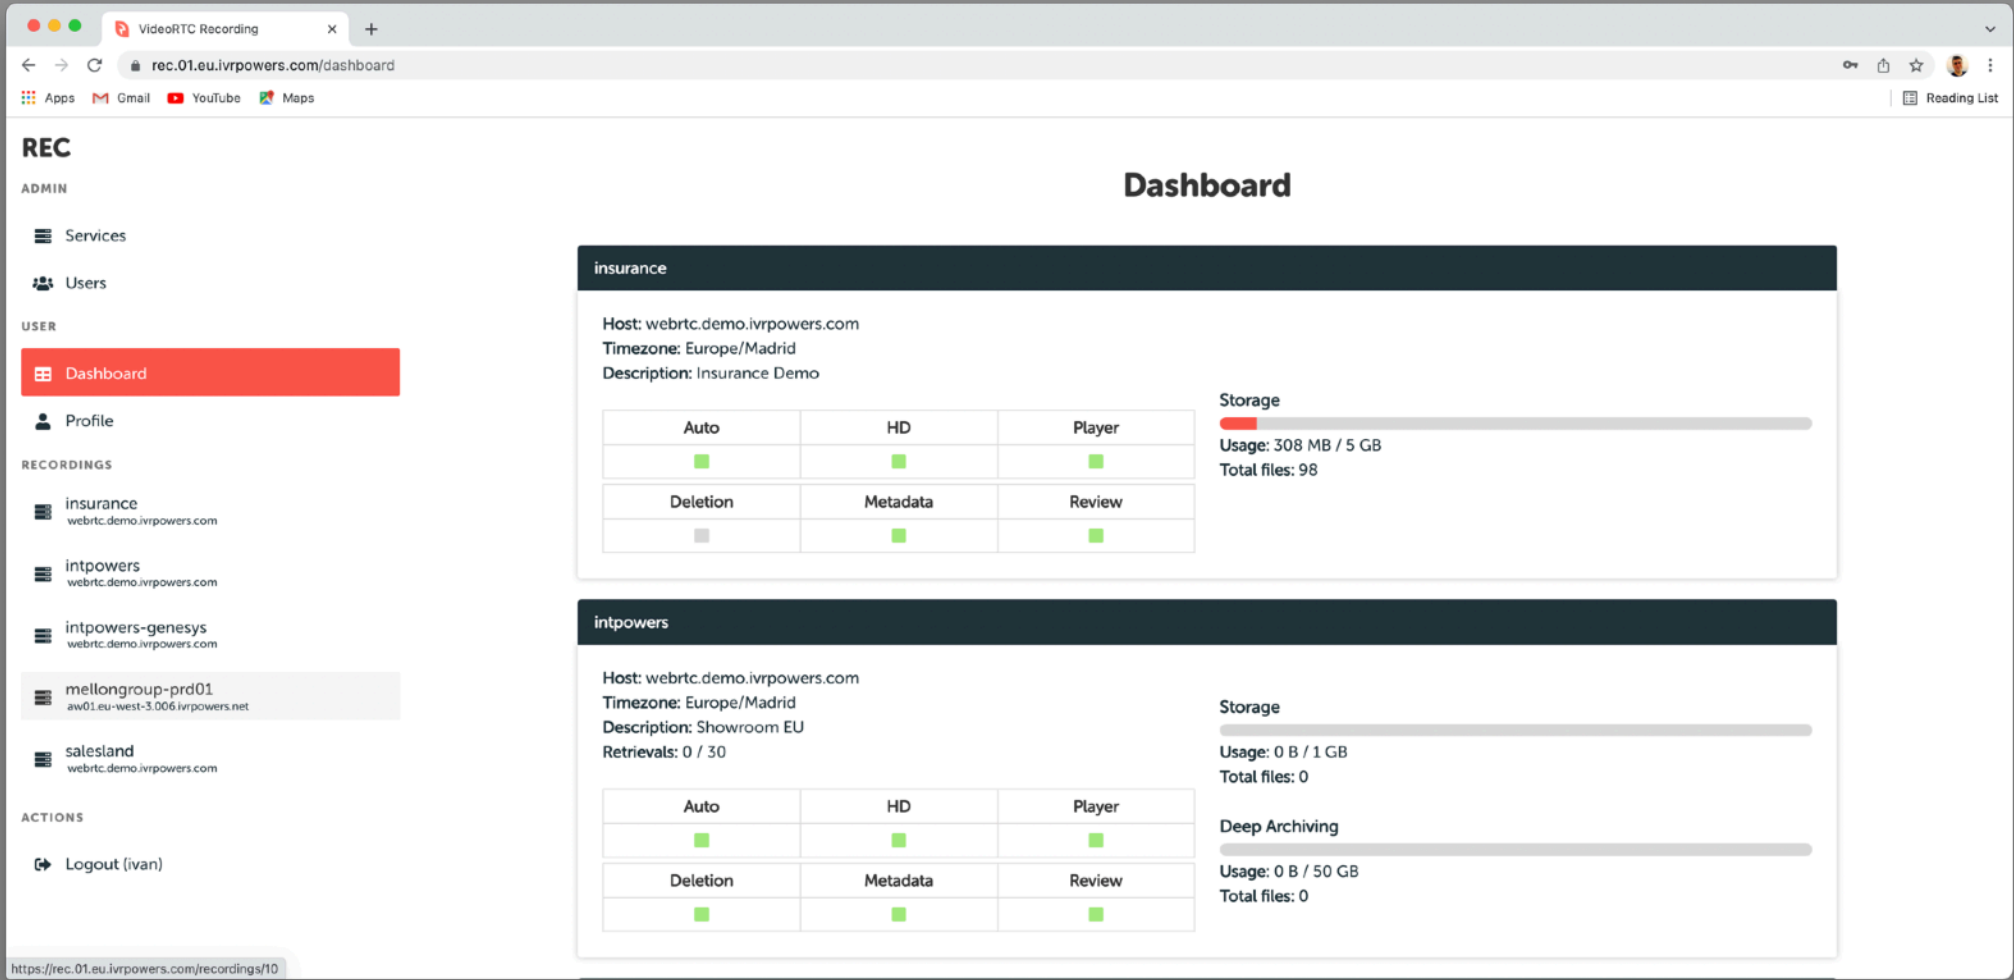 VideoRTC Recording
rec.01.eu.ivrpowers.com/dashboard
Apps Gmail YouTube Maps Reading List
REC
ADMIN
Services
Users
USER
Dashboard
Profile
RECORDINGS
insurance
webrtc.demo.ivrpowers.com
intpowers
webrtc.demo.ivrpowers.com
intpowers-genesys
webrtc.demo.ivrpowers.com
mellongroup-prd01
aw01.eu-west-3.006.ivrpowers.net
salesland
webrtc.demo.ivrpowers.com
ACTIONS
Logout (ivan)
https://rec.01.eu.ivrpowers.com/recordings/10
Dashboard
insurance
Host: webrtc.demo.ivrpowers.com
Timezone: Europe/Madrid
Description: Insurance Demo
Auto HD Player
Deletion Metadata Review
Storage
Usage: 308 MB / 5 GB
Total files: 98
intpowers
Host: webrtc.demo.ivrpowers.com
Timezone: Europe/Madrid
Description: Showroom EU
Retrievals: 0 / 30
Auto HD Player
Deletion Metadata Review
Storage
Usage: 0 B / 1 GB
Total files: 0
Deep Archiving
Usage: 0 B / 50 GB
Total files: 0